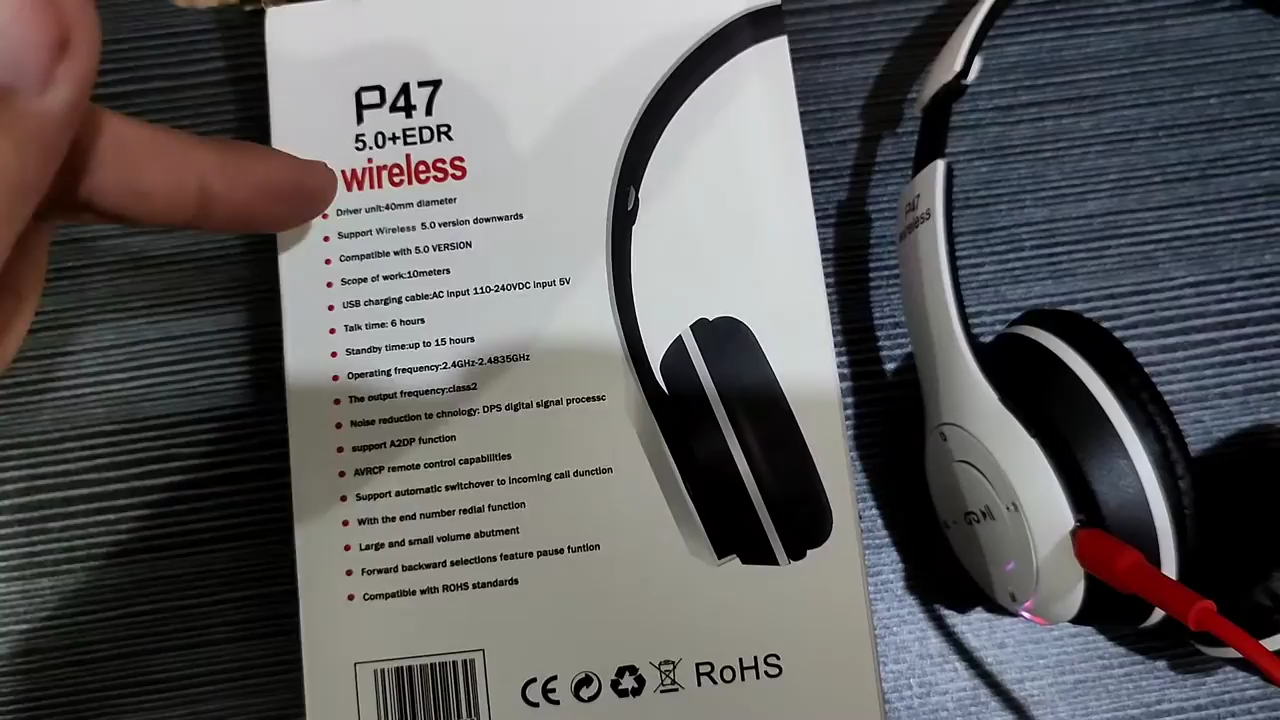 P47
5.0+EDR
wireless
Driver unit:40mm diameter
Support Wireless 5.0 version downwards
Compatible with 5.0 VERSION
Scope of work:10meters
USB charging cable:AC input 110-240VDC input 5V
Talk time: 6 hours
Standby time:up to 15 hours
Operating frequency:2.4GHz-2.4835GHz
The output frequency:class2
Noise reduction te chnology: DPS digital signal processc
support A2DP function
AVRCP remote control capabilities
Support automatic switchover to incoming call dunction
With the end number redial function
Large and small volume abutment
Forward backward selections feature pause funtion
Compatible with ROHS standards
CE
RoHS
P47
wireless